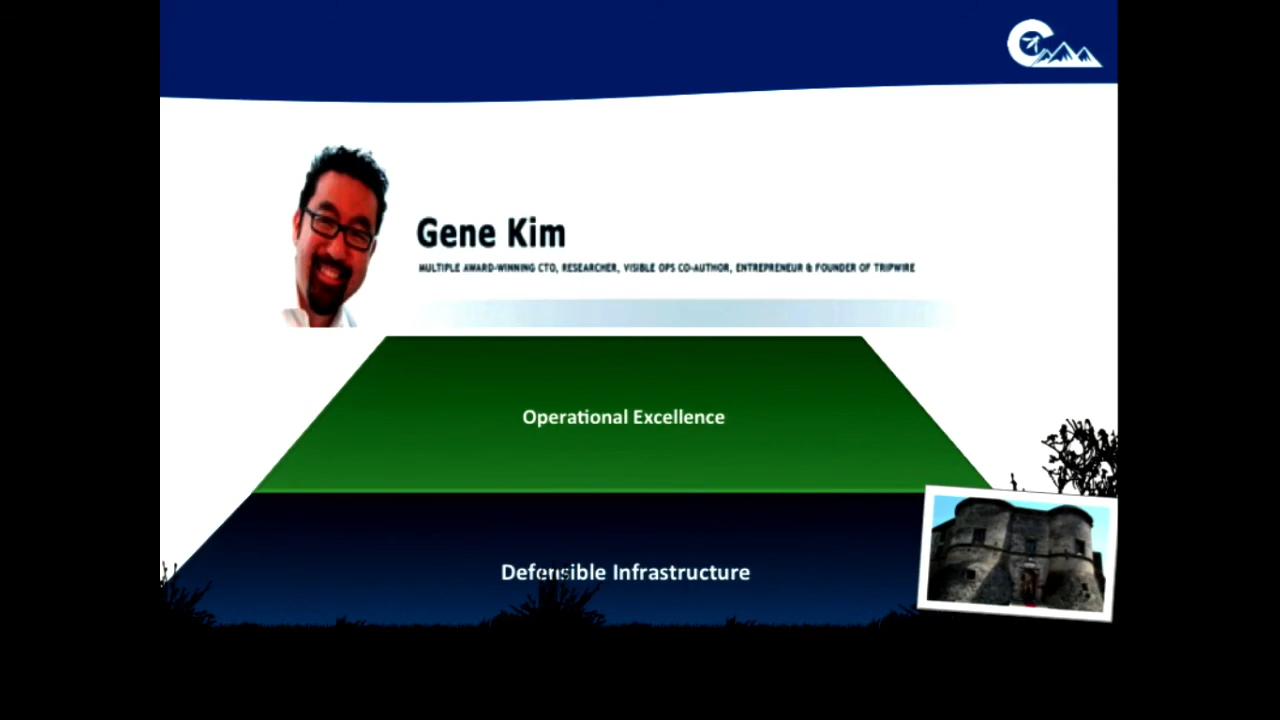 Gene Kim
MULTIPLE AWARD-WINNING CTO, RESEARCHER, VISIBLE OPS CO-AUTHOR, ENTREPRENEUR & FOUNDER OF TRIPWIRE
Operational Excellence
Defensible Infrastructure